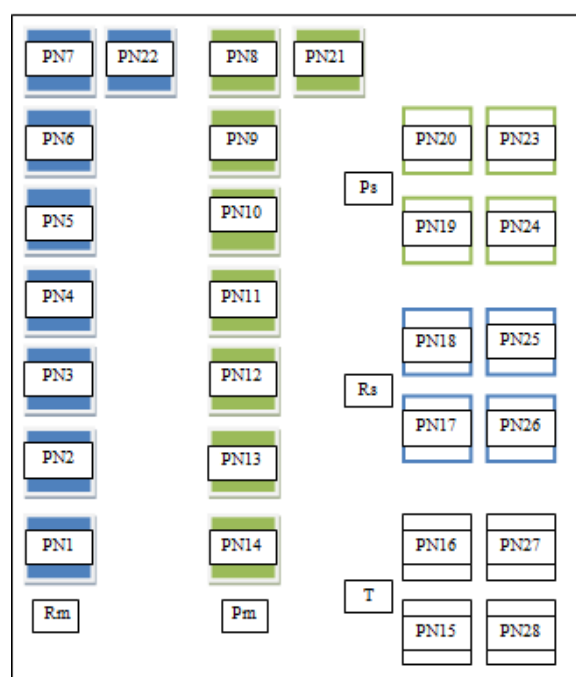 PN7 PN22 PN8 PN21
PN6 PN9 PN20 PN23
Ps
PN5 PN10 PN19 PN24
PN4 PN11 PN18 PN25
PN3 PN12 Rs
PN2 PN13 PN17 PN26
PN1 PN14 PN16 PN27
Rm Pm T
PN15 PN28